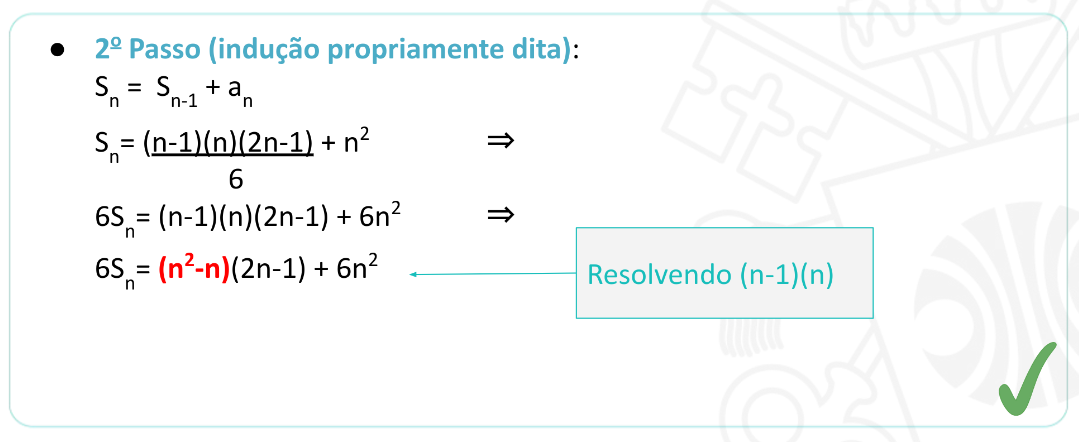 ● 2º Passo (indução propriamente dita):
Sₙ = Sₙ₋₁ + aₙ
Sₙ= (n-1)(n)(2n-1) + n² ⇒
6
6Sₙ= (n-1)(n)(2n-1) + 6n² ⇒
6Sₙ= (n²-n)(2n-1) + 6n²
Resolvendo (n-1)(n)